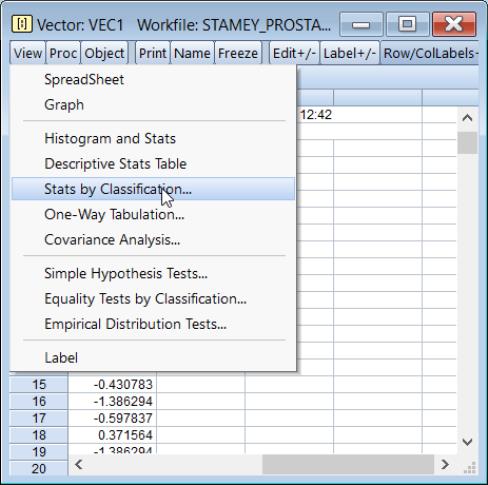 Vector: VEC1 Workfile: STAMEY_PROSTA...
View Proc Object Print Name Freeze Edit+/- Label+/- Row/ColLabels+
SpreadSheet
Graph
12:42
Histogram and Stats
Descriptive Stats Table
Stats by Classification...
One-Way Tabulation...
Covariance Analysis...
Simple Hypothesis Tests...
Equality Tests by Classification...
Empirical Distribution Tests...
Label
15 -0.430783
16 -1.386294
17 -0.597837
18 0.371564
19 -1.386294
20